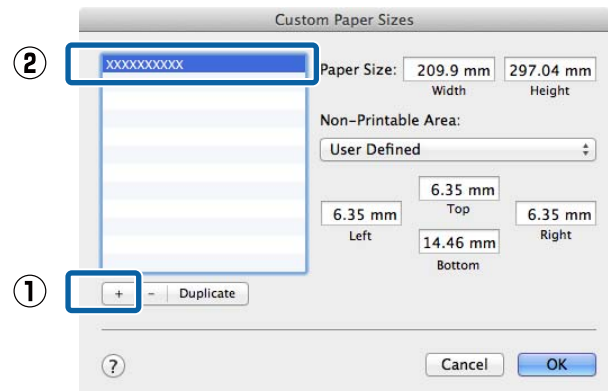 Custom Paper Sizes
② XXXXXXXXXX
Paper Size: 209.9 mm 297.04 mm
Width Height
Non-Printable Area:
User Defined
6.35 mm
Top
6.35 mm 6.35 mm
Left Right
14.46 mm
Bottom
① + - Duplicate
? Cancel OK